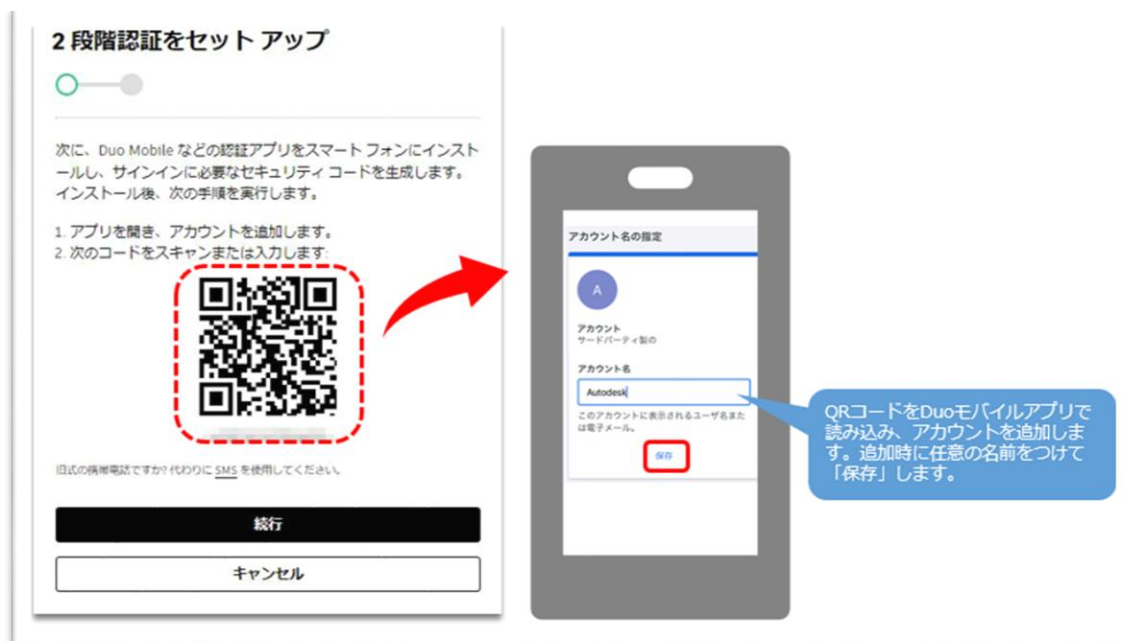 2 段階認証をセット アップ
次に、Duo Mobile などの認証アプリをスマート フォンにインスト
ールし、サインインに必要なセキュリティ コードを生成します。
インストール後、次の手順を実行します。
1. アプリを開き、アカウントを追加します。
2. 次のコードをスキャンまたは入力します:
旧式の携帯電話ですか? 代わりに SMS を使用してください。
続行
キャンセル
アカウント名の指定
A
アカウント
サードパーティ製の
アカウント名
Autodesk
このアカウントに表示されるユーザ名また
は電子メール。
保存
QRコードをDuoモバイルアプリで
読み込み、アカウントを追加しま
す。追加時に任意の名前をつけて
「保存」します。